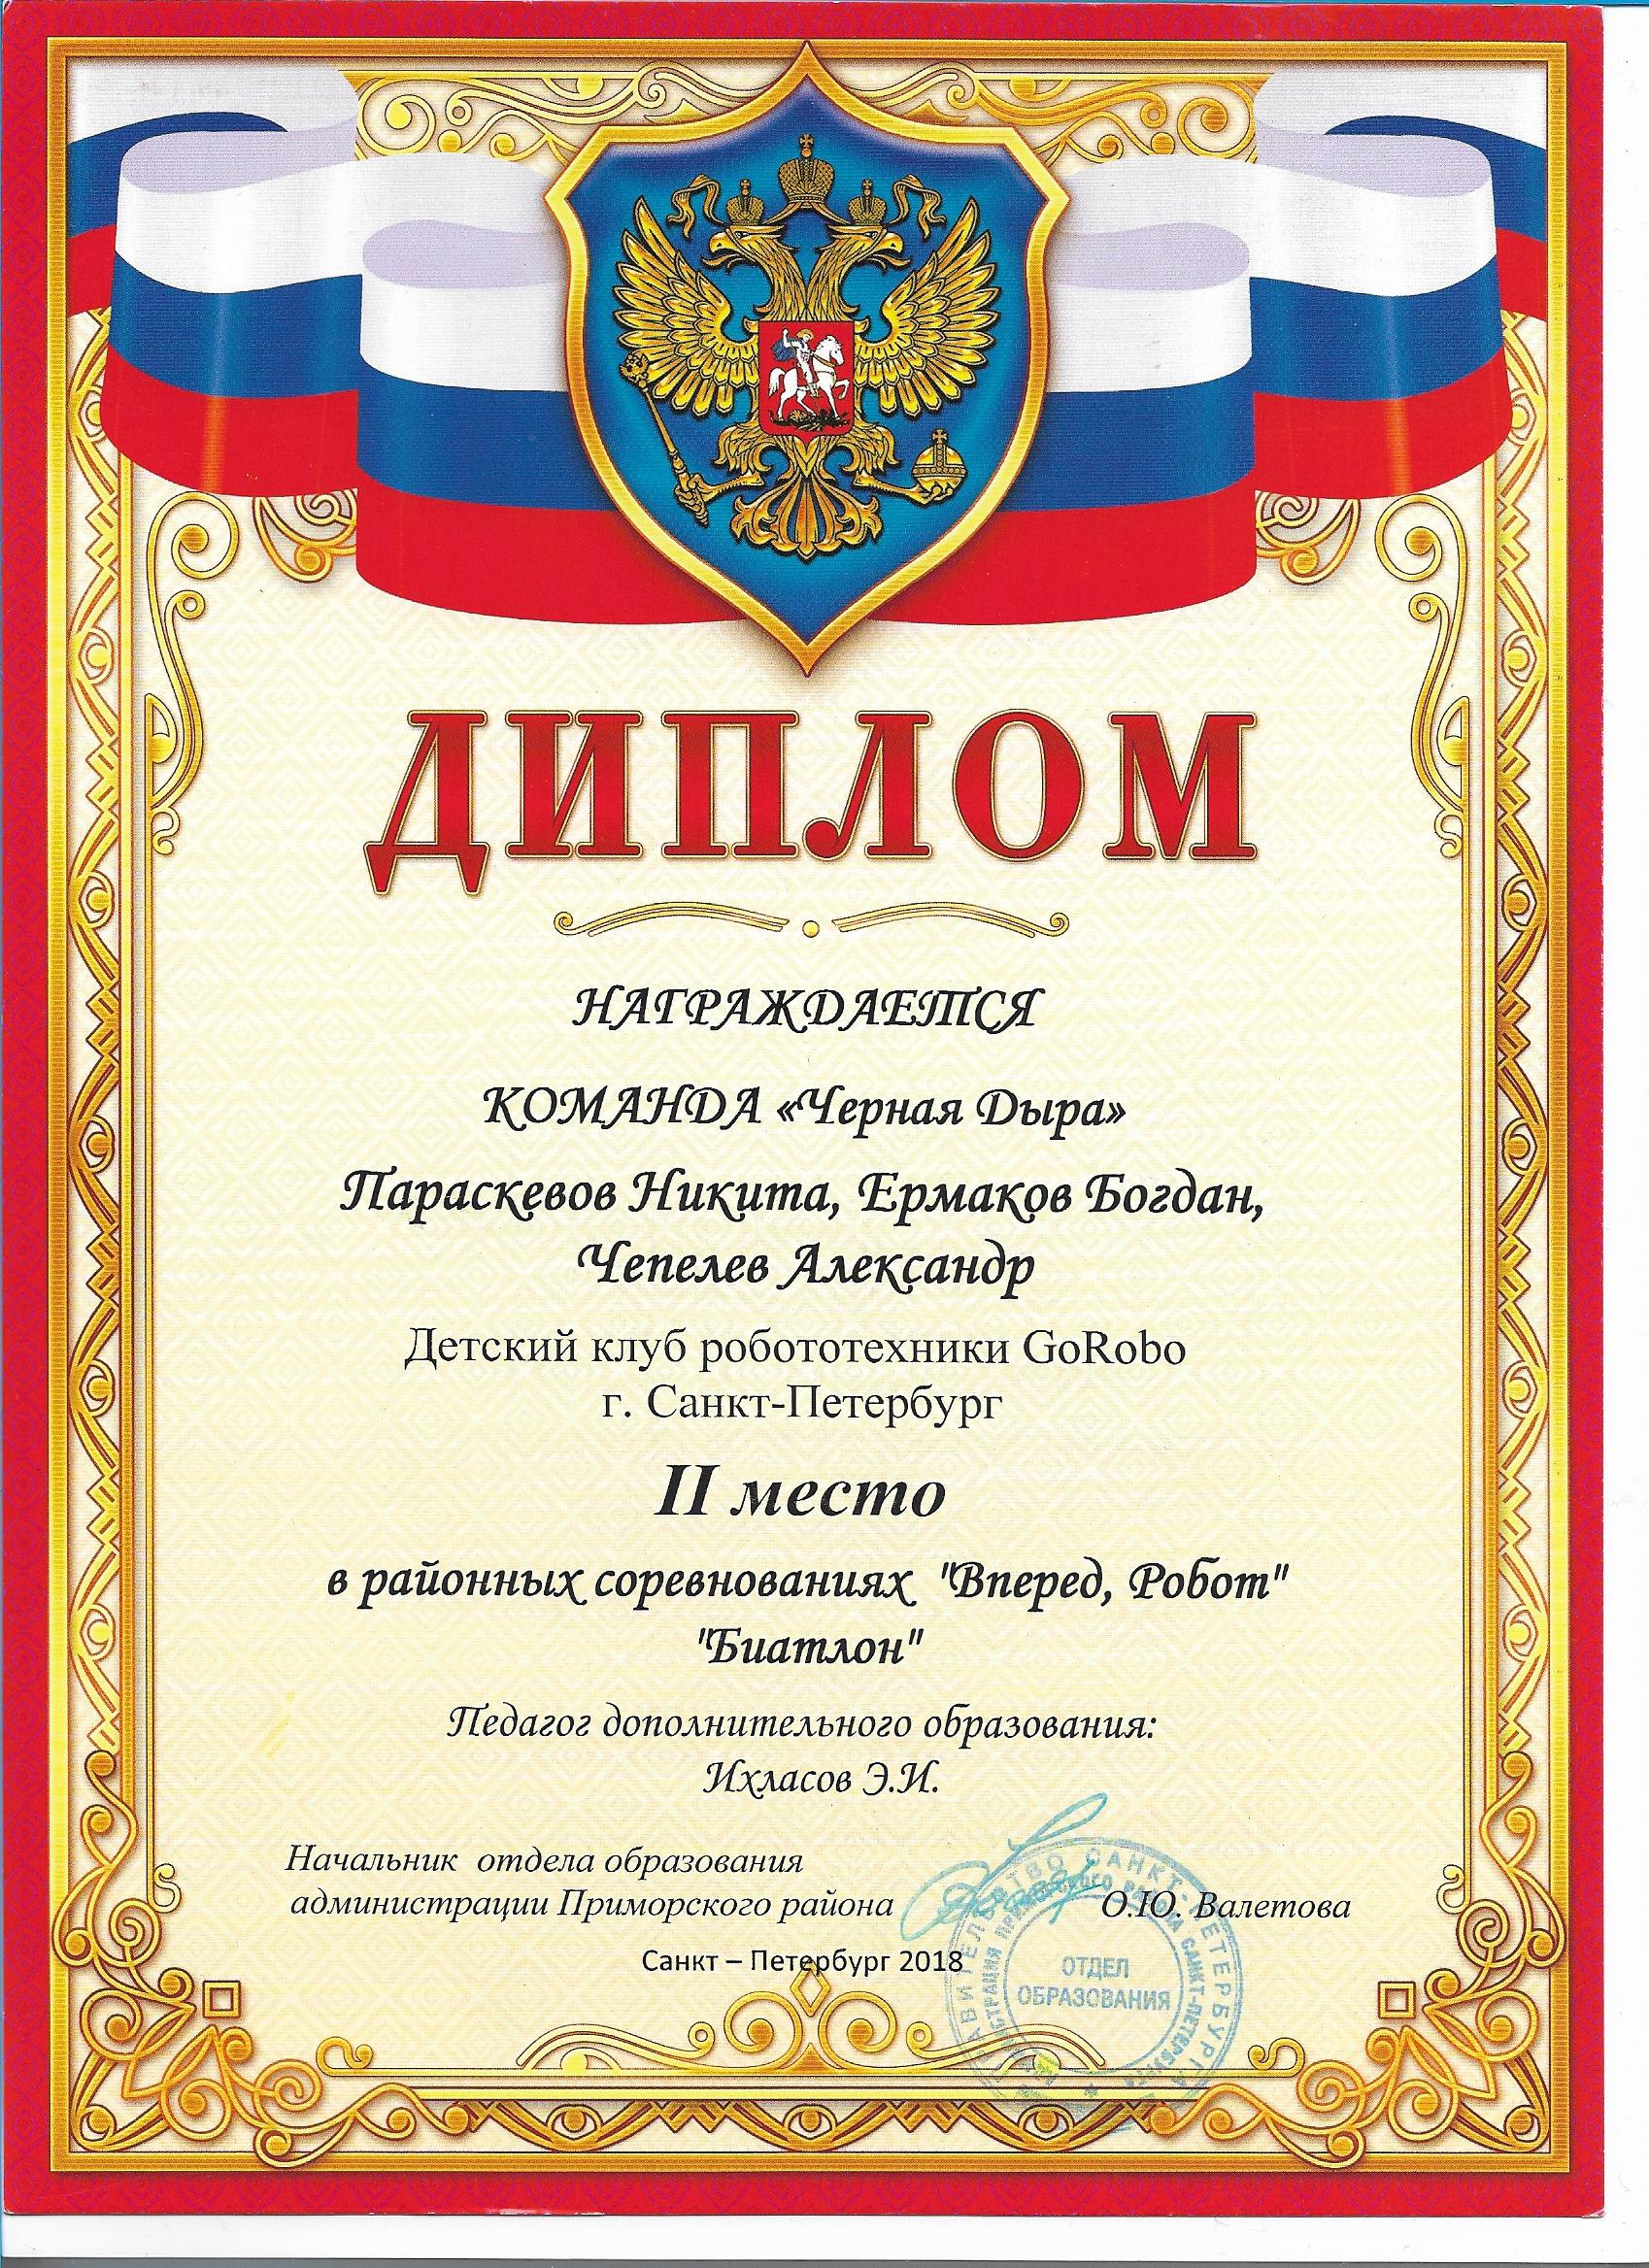 ДИПЛОМ
НАГРАЖДАЕТСЯ
КОМАНДА «Черная Дыра»
Параскевов Никита, Ермаков Богдан,
Чепелев Александр
Детский клуб робототехники GoRobo
г. Санкт-Петербург
II место
в районных соревнованиях "Вперед, Робот"
"Биатлон"
Педагог дополнительного образования:
Ихласов Э.И.
Начальник отдела образования
администрации Приморского района О.Ю. Валетова
Санкт – Петербург 2018
ОТДЕЛ
ОБРАЗОВАНИЯ